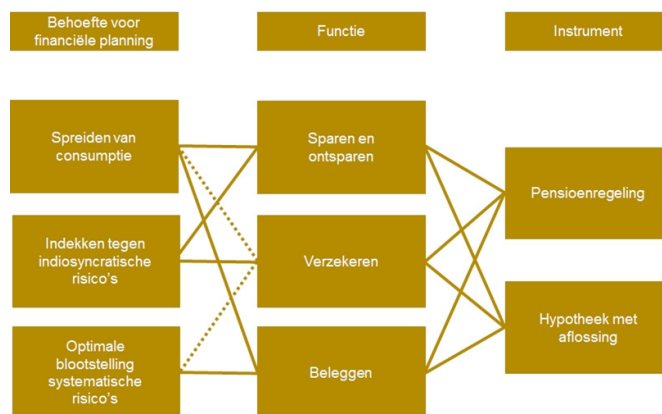 Behoefte voor
financiële planning
Functie
Instrument
Spreiden van
consumptie
Sparen en
ontsparen
Pensioenregeling
Indekken tegen
indiosyncratische
risico's
Verzekeren
Hypotheek met
aflossing
Optimale
blootstelling
systematische
risico's
Beleggen